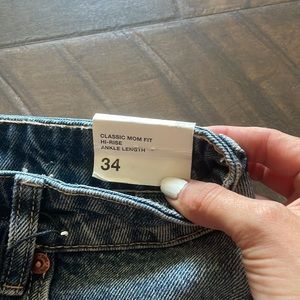 CLASSIC MOM FIT
HI-RISE
ANKLE LENGTH
34